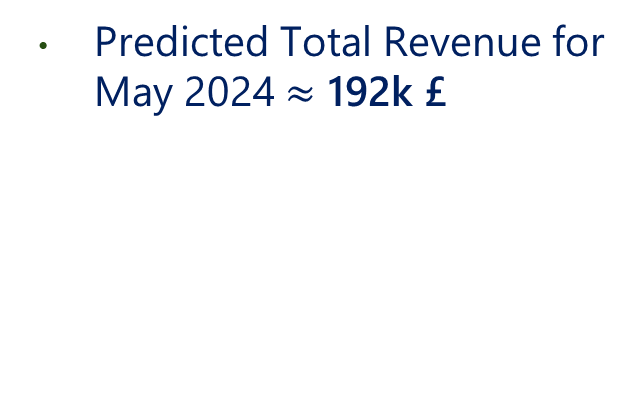 • Predicted Total Revenue for
May 2024 ≈ 192k £